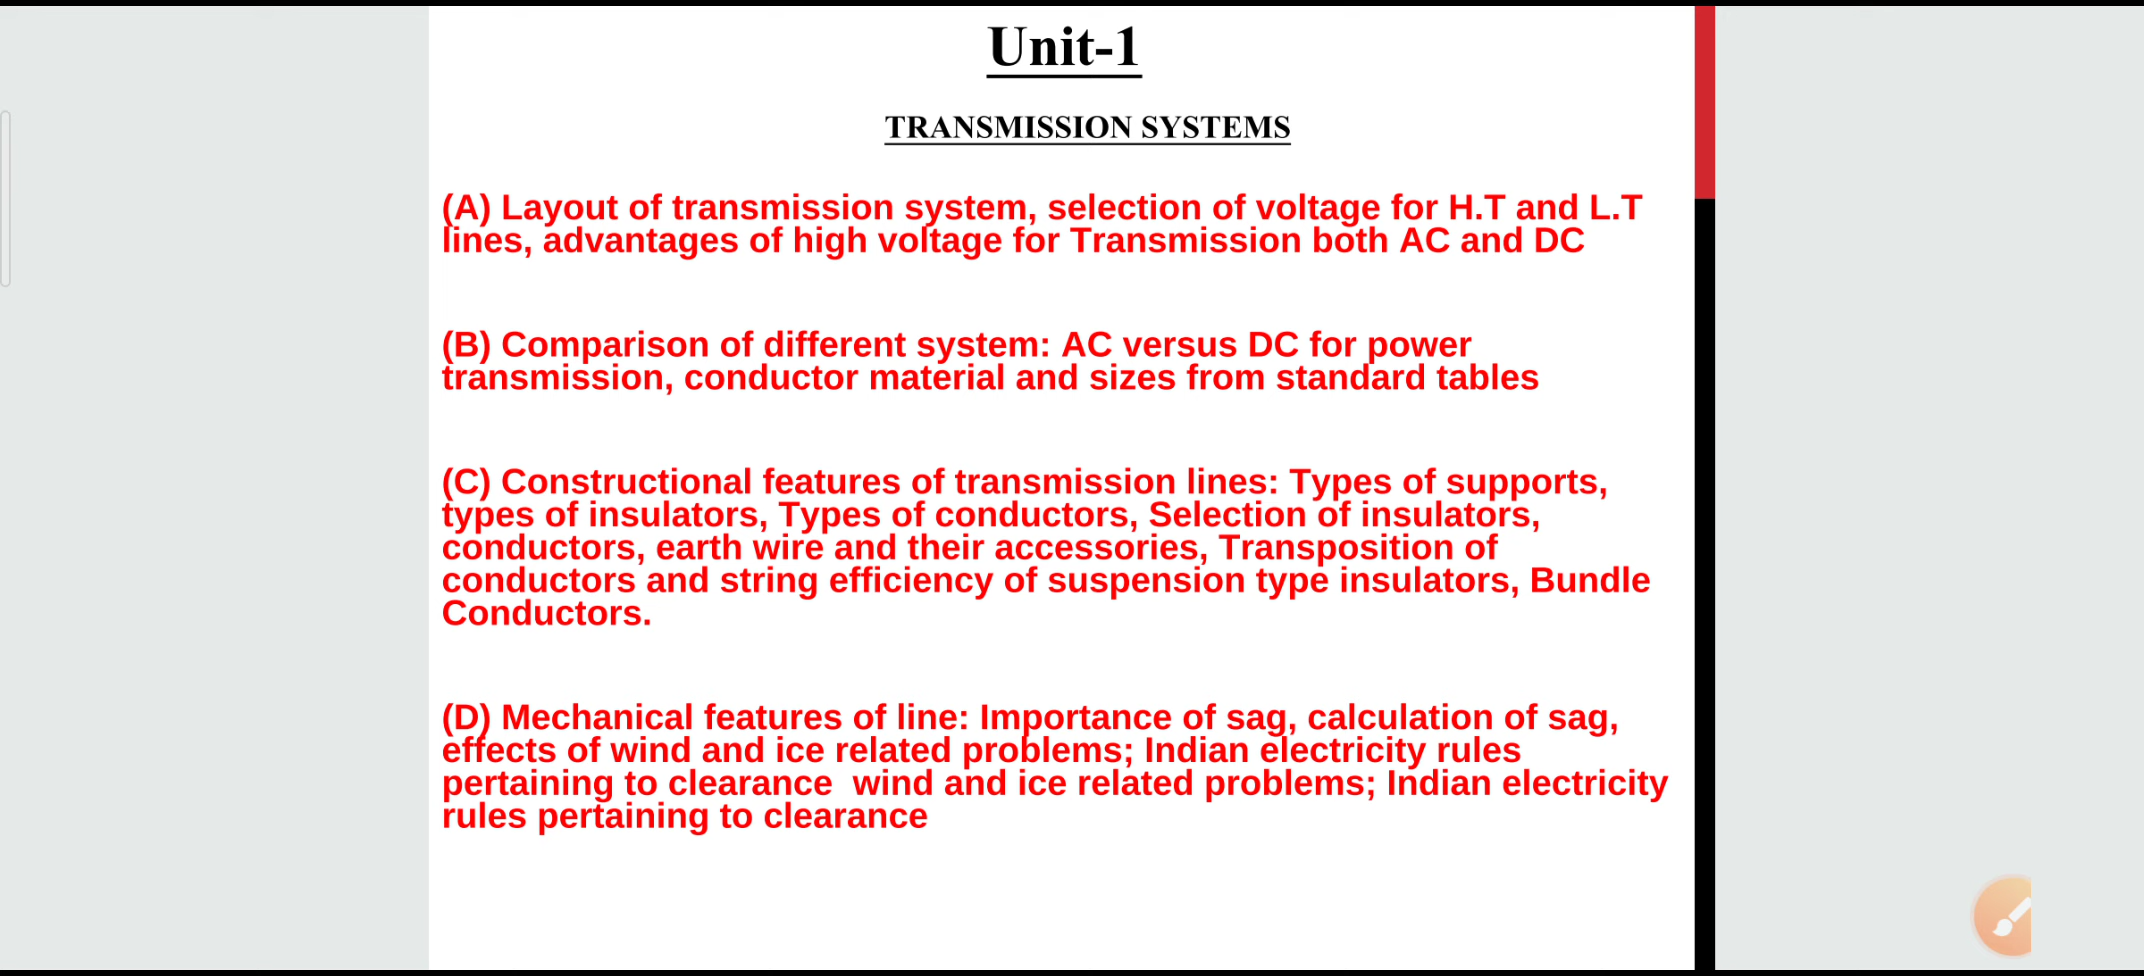 Unit-1
TRANSMISSION SYSTEMS
(A) Layout of transmission system, selection of voltage for H.T and L.T
lines, advantages of high voltage for Transmission both AC and DC
(B) Comparison of different system: AC versus DC for power
transmission, conductor material and sizes from standard tables
(C) Constructional features of transmission lines: Types of supports,
types of insulators, Types of conductors, Selection of insulators,
conductors, earth wire and their accessories, Transposition of
conductors and string efficiency of suspension type insulators, Bundle
Conductors.
(D) Mechanical features of line: Importance of sag, calculation of sag,
effects of wind and ice related problems; Indian electricity rules
pertaining to clearance  wind and ice related problems; Indian electricity
rules pertaining to clearance